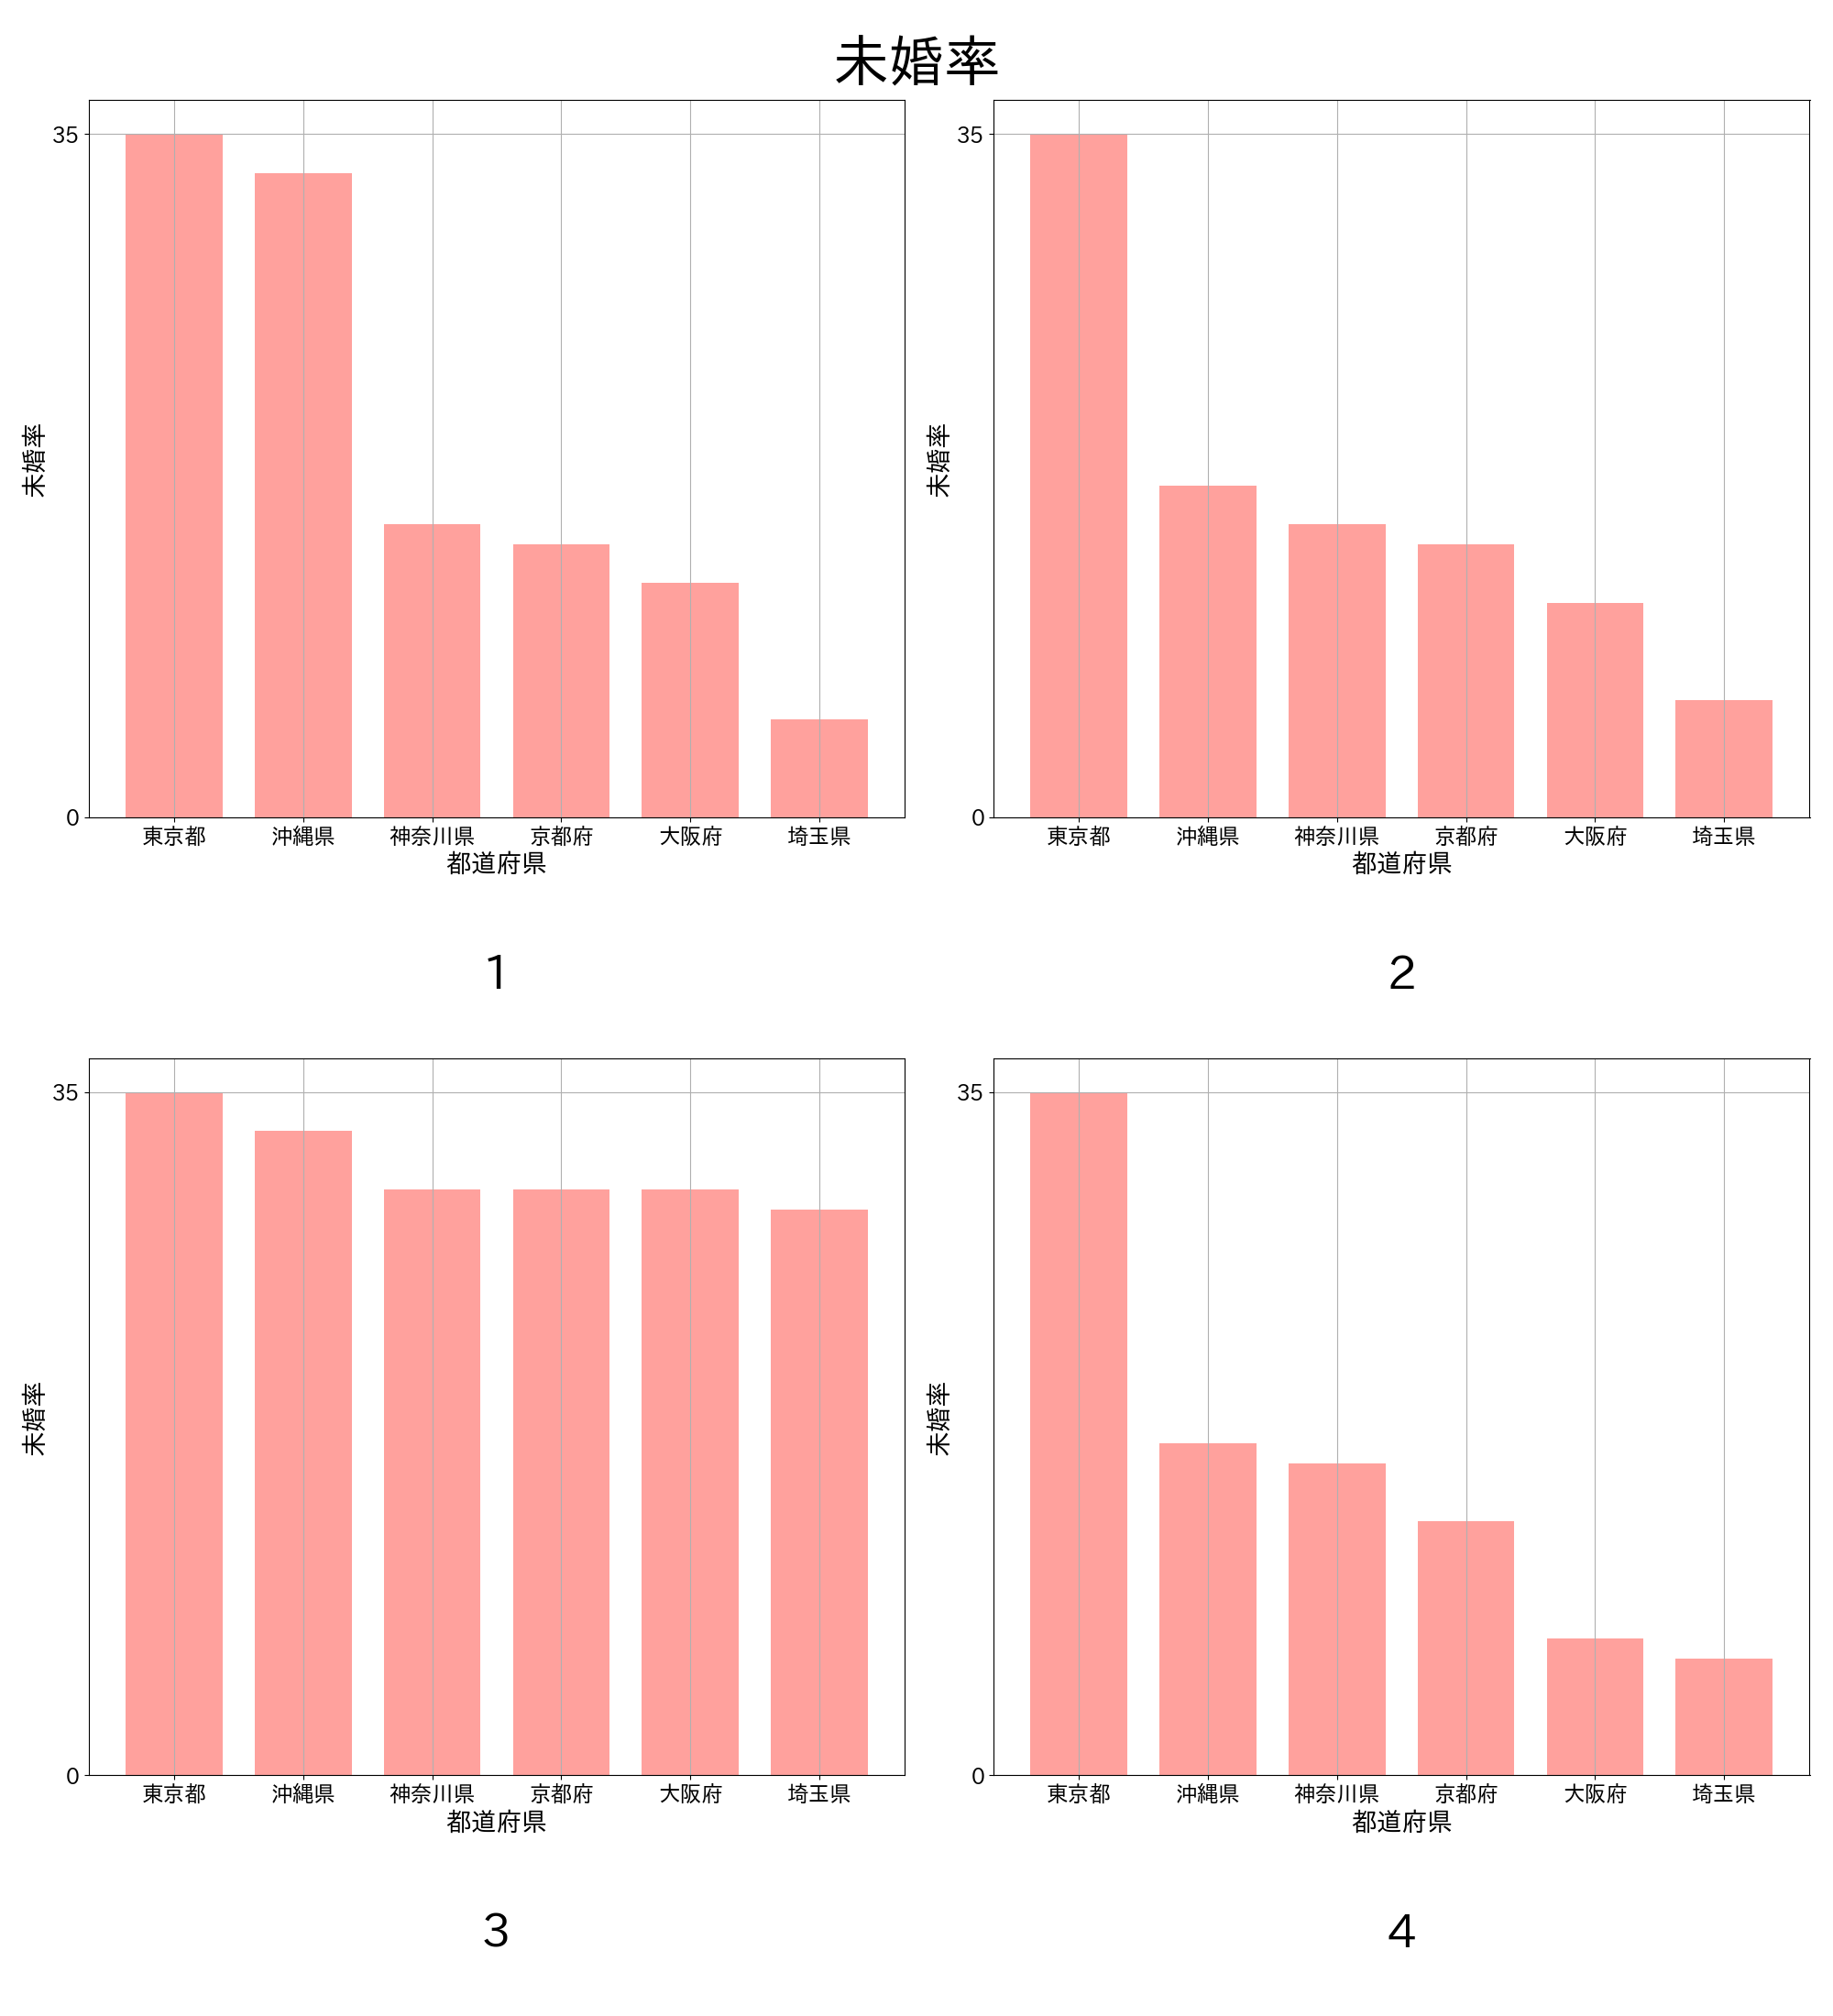 未婚率
35
0
未婚率
東京都 沖縄県 神奈川県 京都府 大阪府 埼玉県
都道府県
1
35
0
未婚率
東京都 沖縄県 神奈川県 京都府 大阪府 埼玉県
都道府県
2
35
0
未婚率
東京都 沖縄県 神奈川県 京都府 大阪府 埼玉県
都道府県
3
35
0
未婚率
東京都 沖縄県 神奈川県 京都府 大阪府 埼玉県
都道府県
4